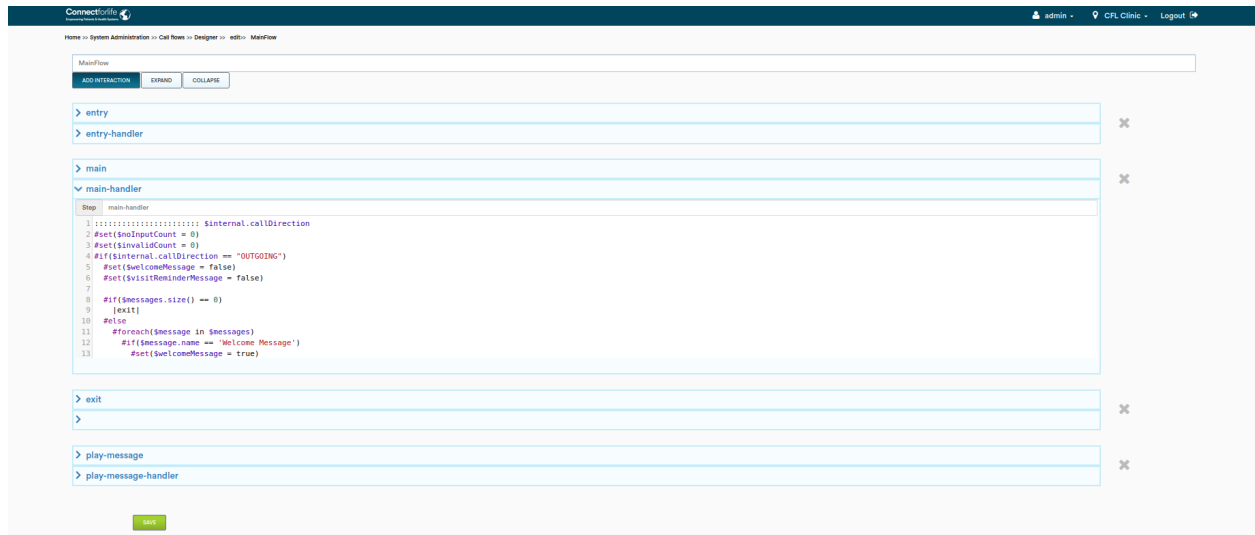 Connectforlife
Empowering Patients & Health Systems
admin
CFL Clinic
Logout
Home >> System Administration >> Call flows >> Designer >> edit>> MainFlow
MainFlow
ADD INTERACTION EXPAND COLLAPSE
entry
entry-handler
main
main-handler
Stop main-handler
1 ::::::::::::::::::::::: $internal.callDirection
2 #set($noInputCount = 0)
3 #set($invalidCount = 0)
4 #if($internal.callDirection == "OUTGOING")
5 #set($welcomeMessage = false)
6 #set($visitReminderMessage = false)
7
8 #if($messages.size() == 0)
9 |exit|
10 #else
11 #foreach($message in $messages)
12 #if($message.name == 'Welcome Message')
13 #set($welcomeMessage = true)
exit
play-message
play-message-handler
SAVE